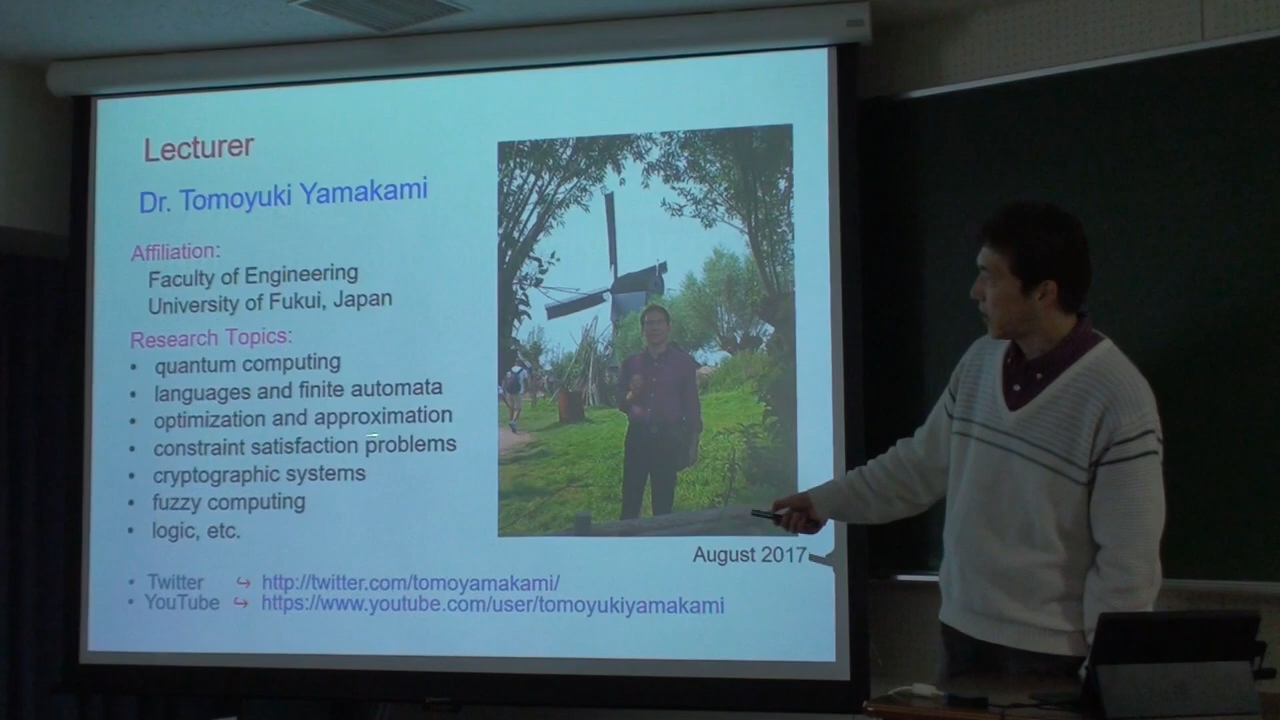 Lecturer
Dr. Tomoyuki Yamakami
Affiliation:
Faculty of Engineering
University of Fukui, Japan
Research Topics:
• quantum computing
• languages and finite automata
• optimization and approximation
• constraint satisfaction problems
• cryptographic systems
• fuzzy computing
• logic, etc.
August 2017
• Twitter ↪ http://twitter.com/tomoyamakami/
• YouTube ↪ https://www.youtube.com/user/tomoyukiyamakami